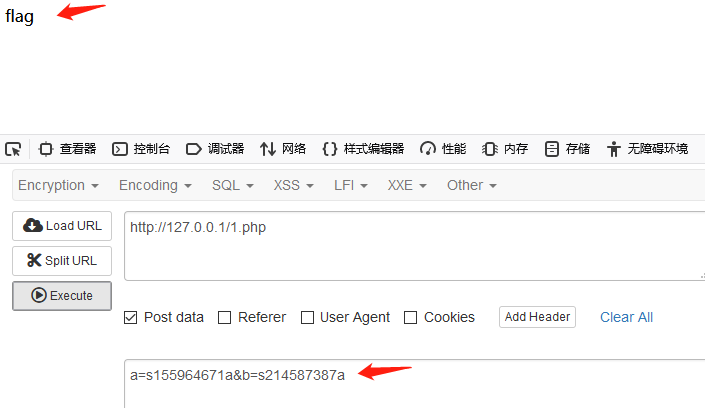 flag
查看器 控制台 调试器 网络 样式编辑器 性能 内存 存储 无障碍环境
Encryption Encoding SQL XSS LFI XXE Other
Load URL
http://127.0.0.1/1.php
Split URL
Execute
Post data Referer User Agent Cookies Add Header Clear All
a=s155964671a&b=s214587387a